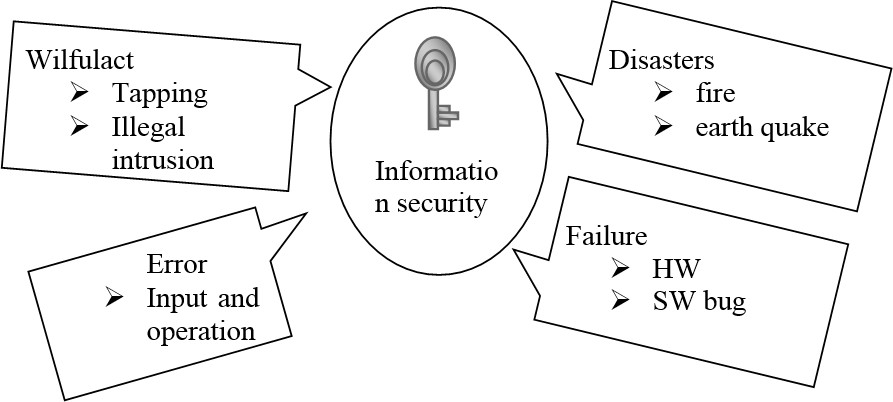 Wilfulact
➢ Tapping
➢ Illegal
intrusion
Error
➢ Input and
operation
Informatio
n security
Disasters
➢ fire
➢ earth quake
Failure
➢ HW
➢ SW bug